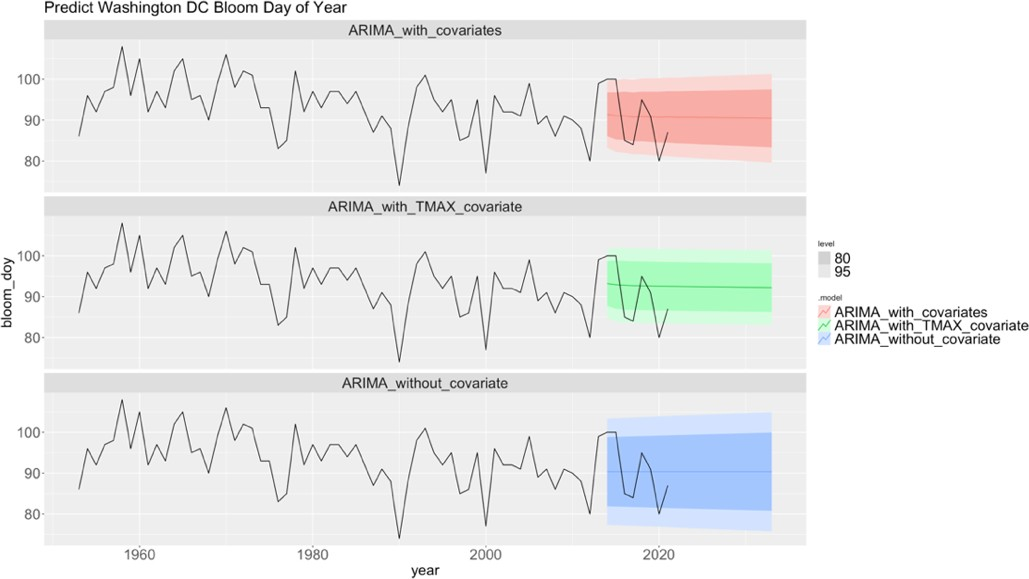 Predict Washington DC Bloom Day of Year
ARIMA_with_covariates
100
90
80
ARIMA_with_TMAX_covariate
100
90
80
bloom_doy
ARIMA_without_covariate
100
90
80
1960 1980 2000 2020
year
level
80
95
.model
ARIMA_with_covariates
ARIMA_with_TMAX_covariate
ARIMA_without_covariate